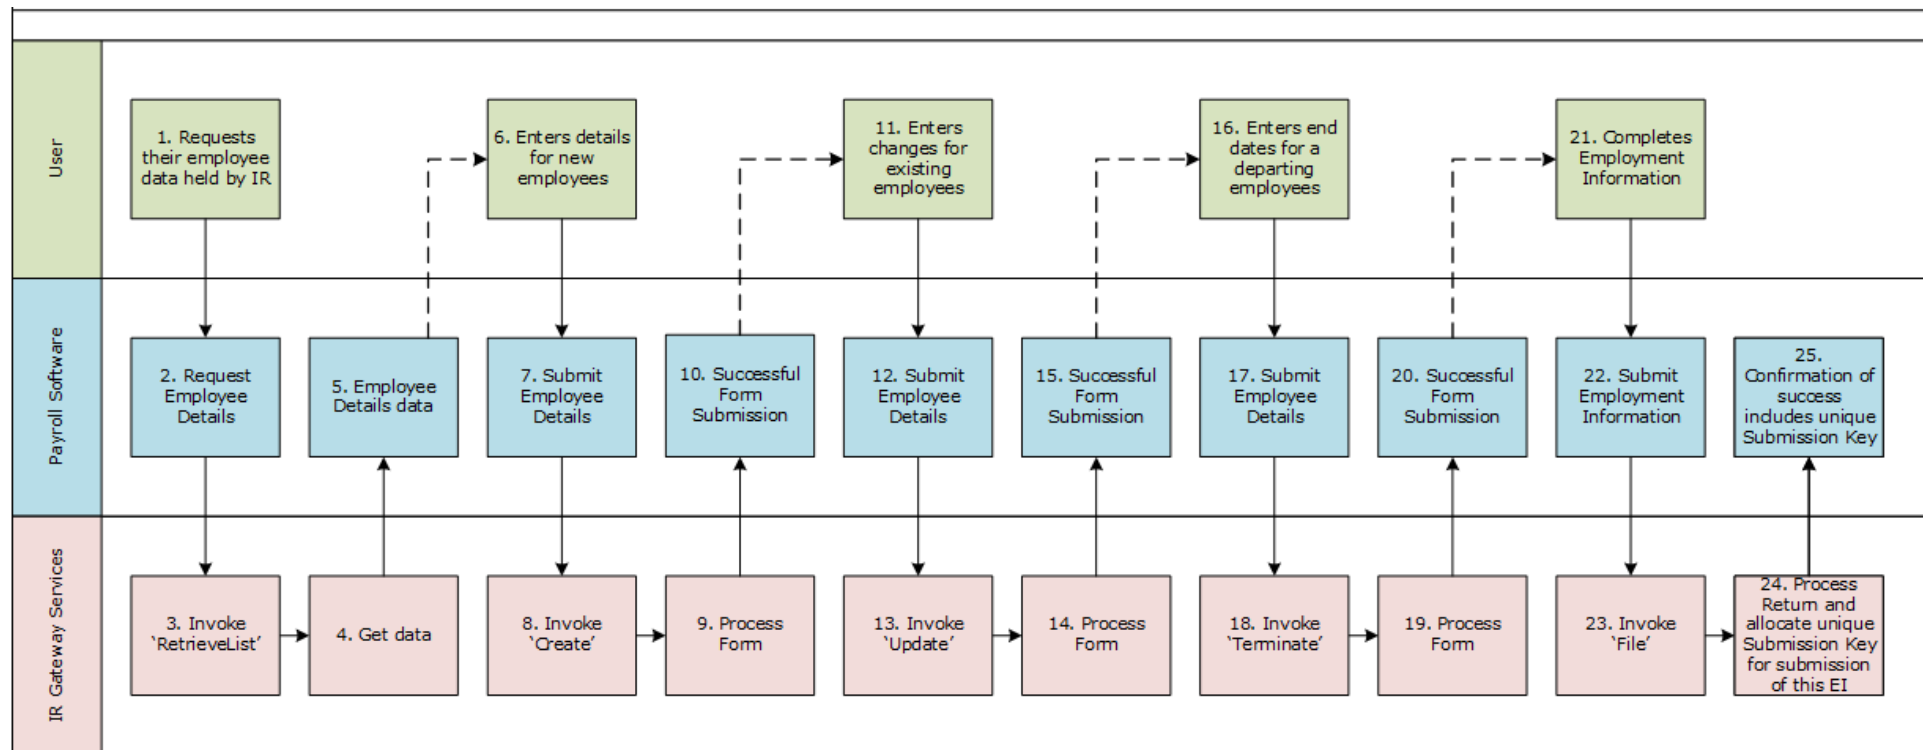 User
1. Requests
their employee
data held by IR
6. Enters details
for new
employees
11. Enters
changes for
existing
employees
16. Enters end
dates for a
departing
employees
21. Completes
Employment
Information
Payroll Software
2. Request
Employee
Details
5. Employee
Details data
7. Submit
Employee
Details
10. Successful
Form
Submission
12. Submit
Employee
Details
15. Successful
Form
Submission
17. Submit
Employee
Details
20. Successful
Form
Submission
22. Submit
Employment
Information
25.
Confirmation of
success
includes unique
Submission Key
IR Gateway Services
3. Invoke
‘RetrieveList’
4. Get data
8. Invoke
‘Create’
9. Process
Form
13. Invoke
‘Update’
14. Process
Form
18. Invoke
‘Terminate’
19. Process
Form
23. Invoke
‘File’
24. Process
Return and
allocate unique
Submission Key
for submission
of this EI